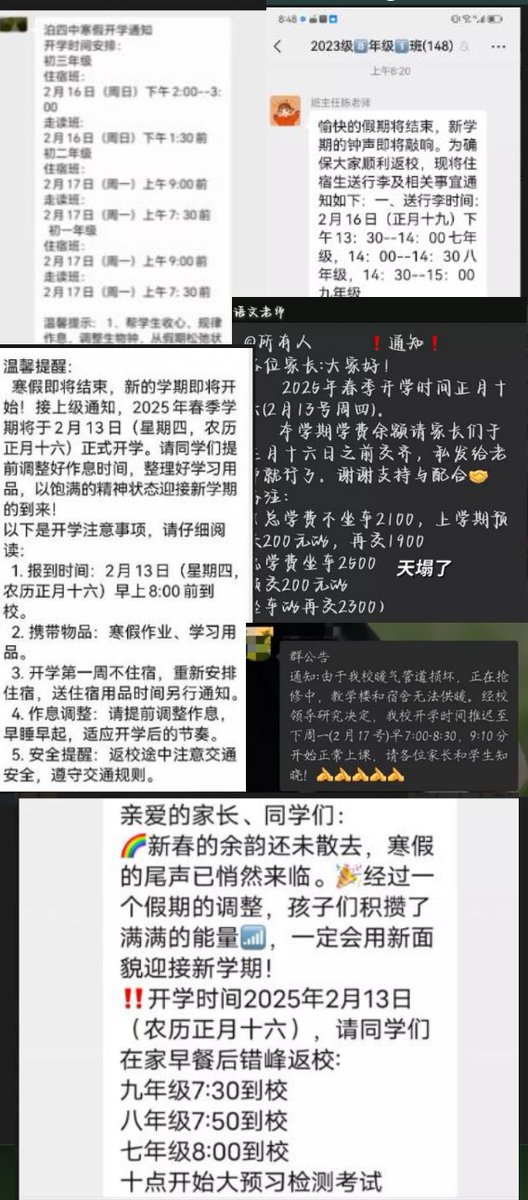 泊四中寒假开学通知
开学时间安排：
初三年级
住宿班：
2月16日（周日）下午2:00--3:
00
走读班：
2月16日（周日）下午1:30前
初二年级
住宿班：
2月17日（周一）上午9:00前
走读班：
2月17日（周一）上午7: 30前
初一年级
住宿班：
2月17日（周一）上午9:00前
走读班：
2月17日（周一）上午7: 30前
温馨提示： 1、帮学生收心，规律
作息，调整生物钟，从假期松弛状
8:48
2023级8年级1班(148)
上午8:20
班主任陈老师
愉快的假期将结束，新学
期的钟声即将敲响。为确
保大家顺利返校，现将住
宿生送行李及相关事宜通
知如下：一、送行李时间：
2月16日（正月十九）下
午13：30--14：00七年
级，14：00--14：30八
年级，14：30--15：00
九年级
语文老师
@所有人 ❗通知❗
各位家长:大家好！
2025年春季开学时间正月十
六(2月13号周四)。
本学期学费余额请家长们于
正月十六日之前交齐，私发给老
师就行了。谢谢支持与配合🤝
备注：
总学费不坐车2100，上学期预
200元的，再交1900
学费坐车2500
交200元的
坐车的再交2300)
天塌了
温馨提醒：
寒假即将结束，新的学期即将开
始！接上级通知，2025年春季学
期将于2月13日（星期四，农历
正月十六）正式开学。请同学们提
前调整好作息时间，整理好学习用
品，以饱满的精神状态迎接新学期
的到来！
以下是开学注意事项，请仔细阅
读：
1. 报到时间：2月13日（星期四，
农历正月十六）早上8:00前到
校。
2. 携带物品：寒假作业、学习用
品。
3. 开学第一周不住宿，重新安排
住宿，送住宿用品时间另行通知。
4. 作息调整：请提前调整作息，
早睡早起，适应开学后的节奏。
5. 安全提醒：返校途中注意交通
安全，遵守交通规则。
群公告
通知:由于我校暖气管道损坏，正在抢
修中，教学楼和宿舍无法供暖。经校
领导研究决定，我校开学时间推迟至
下周一(2月17号)早7:00-8:30，9:10分
开始正常上课，请各位家长和学生知
晓！
亲爱的家长、同学们：
🌈新春的余韵还未散去，寒假
的尾声已悄然来临。🎉经过一
个假期的调整，孩子们积攒了
满满的能量📶，一定会用新面
貌迎接新学期！
‼️开学时间2025年2月13日
（农历正月十六），请同学们
在家早餐后错峰返校：
九年级7:30到校
八年级7:50到校
七年级8:00到校
十点开始大预习检测考试